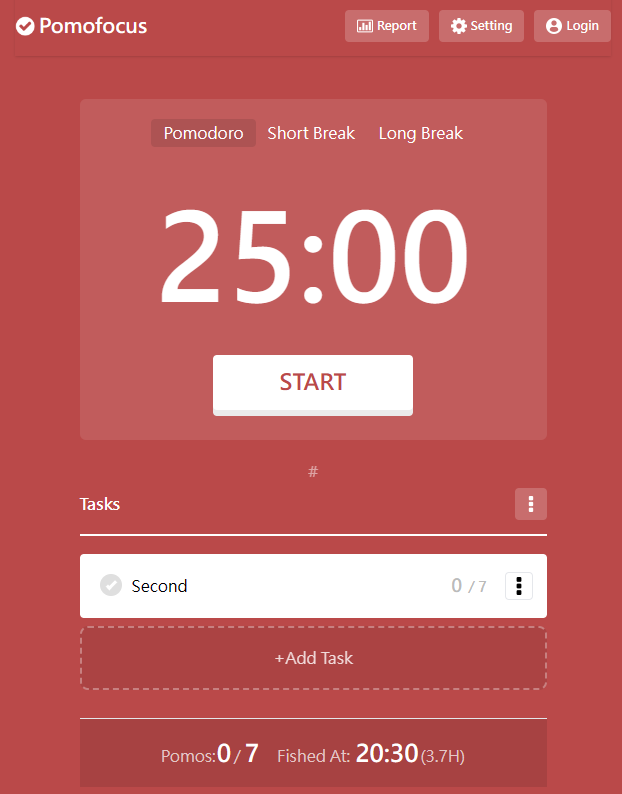 Pomofocus Report Setting Login
Pomodoro Short Break Long Break
25:00
START
#
Tasks
Second 0 / 7
+Add Task
Pomos:0 / 7 Fished At: 20:30(3.7H)